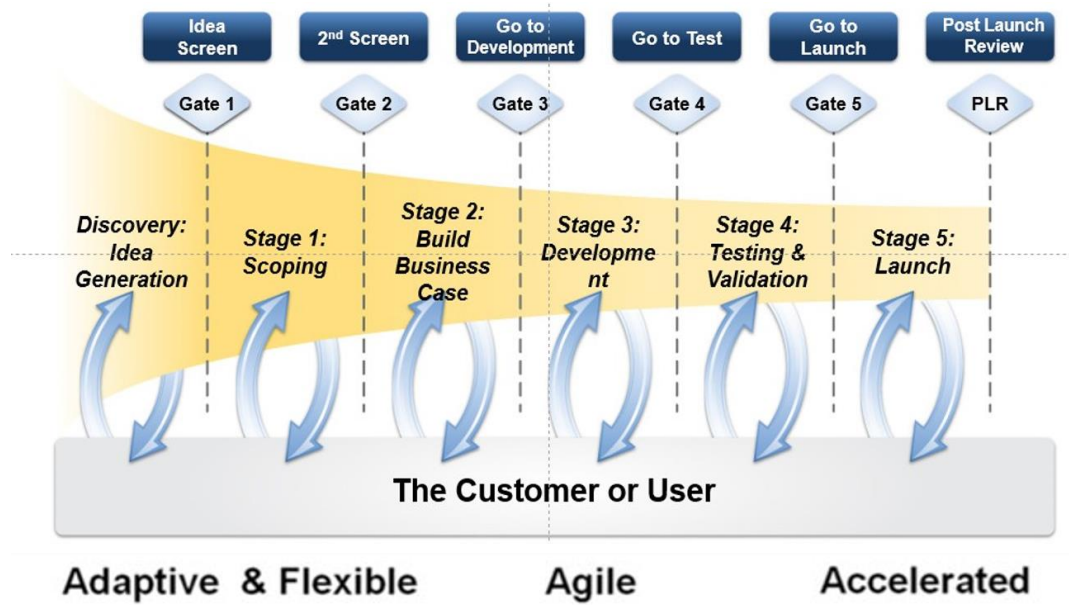 Idea
Screen
2nd Screen
Go to
Development
Go to Test
Go to
Launch
Post Launch
Review
Gate 1
Gate 2
Gate 3
Gate 4
Gate 5
PLR
Discovery:
Idea
Generation
Stage 1:
Scoping
Stage 2:
Build
Business
Case
Stage 3:
Developme
nt
Stage 4:
Testing &
Validation
Stage 5:
Launch
The Customer or User
Adaptive & Flexible
Agile
Accelerated